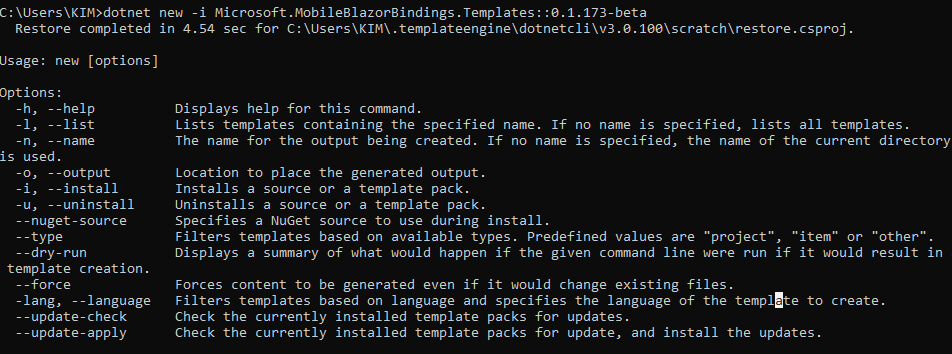 C:\Users\KIM>dotnet new -i Microsoft.MobileBlazorBindings.Templates::0.1.173-beta
  Restore completed in 4.54 sec for C:\Users\KIM\.templateengine\dotnetcli\v3.0.100\scratch\restore.csproj.

Usage: new [options]

Options:
  -h, --help          Displays help for this command.
  -l, --list          Lists templates containing the specified name. If no name is specified, lists all templates.
  -n, --name          The name for the output being created. If no name is specified, the name of the current directory
is used.
  -o, --output        Location to place the generated output.
  -i, --install       Installs a source or a template pack.
  -u, --uninstall     Uninstalls a source or a template pack.
  --nuget-source      Specifies a NuGet source to use during install.
  --type              Filters templates based on available types. Predefined values are "project", "item" or "other".
  --dry-run           Displays a summary of what would happen if the given command line were run if it would result in
 template creation.
  --force             Forces content to be generated even if it would change existing files.
  -lang, --language   Filters templates based on language and specifies the language of the template to create.
  --update-check      Check the currently installed template packs for updates.
  --update-apply      Check the currently installed template packs for update, and install the updates.